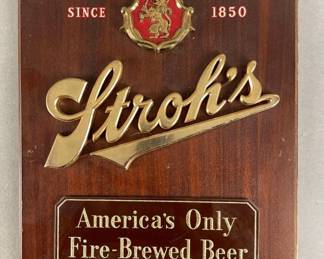 SINCE 1850
Stroh's
America's Only
Fire-Brewed Beer